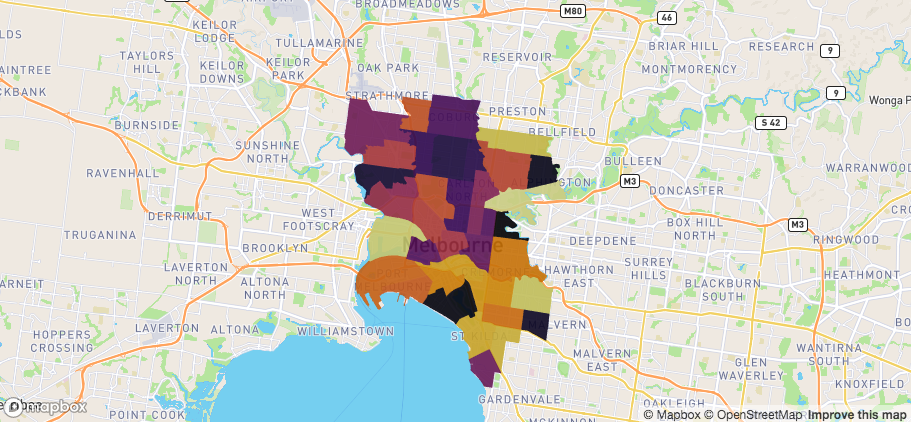 BROADMEADOWS
M80
46
KEILOR
LODGE
TULLAMARINE
BRIAR HILL
RESEARCH
9
TAYLORS
HILL
KEILOR
DOWNS
KEILOR
PARK
OAK PARK
RESERVOIR
MONTMORENCY
STRATHMORE
9
Wonga P
COBURG
PRESTON
BURNSIDE
S 42
BELLFIELD
SUNSHINE
NORTH
BULLEEN
WARRANWOOD
RAVENHALL
M3
DONCASTER
DERRIMUT
WEST
FOOTSCRAY
BOX HILL
NORTH
M3
TRUGANINA
BROOKLYN
Melbourne
DEEPDENE
RINGWOOD
SURREY
HILLS
LAVERTON
NORTH
ALTONA
NORTH
HAWTHORN
EAST
BLACKBURN
SOUTH
HEATHMONT
MELBOURNE
HOPPERS
CROSSING
LAVERTON
ALTONA
WILLIAMSTOWN
ST KILDA
MALVERN
MALVERN
EAST
WANTIRNA
SOUTH
GLEN
WAVERLEY
KNOXFIELD
GARDENVALE
OAKLEIGH
POINT COOK
mapbox
© Mapbox © OpenStreetMap Improve this map